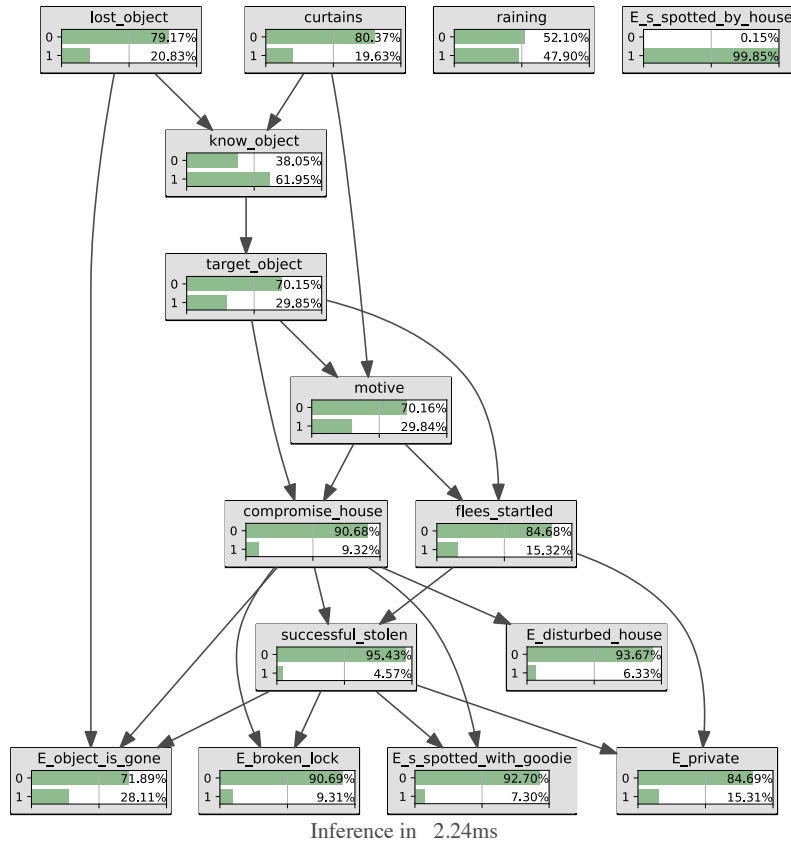 lost_object
0 79.17%
1 20.83%
curtains
0 80.37%
1 19.63%
raining
0 52.10%
1 47.90%
E_s_spotted_by_house
0 0.15%
1 99.85%
know_object
0 38.05%
1 61.95%
target_object
0 70.15%
1 29.85%
motive
0 70.16%
1 29.84%
compromise_house
0 90.68%
1 9.32%
flees_startled
0 84.68%
1 15.32%
successful_stolen
0 95.43%
1 4.57%
E_disturbed_house
0 93.67%
1 6.33%
E_object_is_gone
0 71.89%
1 28.11%
E_broken_lock
0 90.69%
1 9.31%
E_s_spotted_with_goodie
0 92.70%
1 7.30%
E_private
0 84.69%
1 15.31%
Inference in 2.24ms